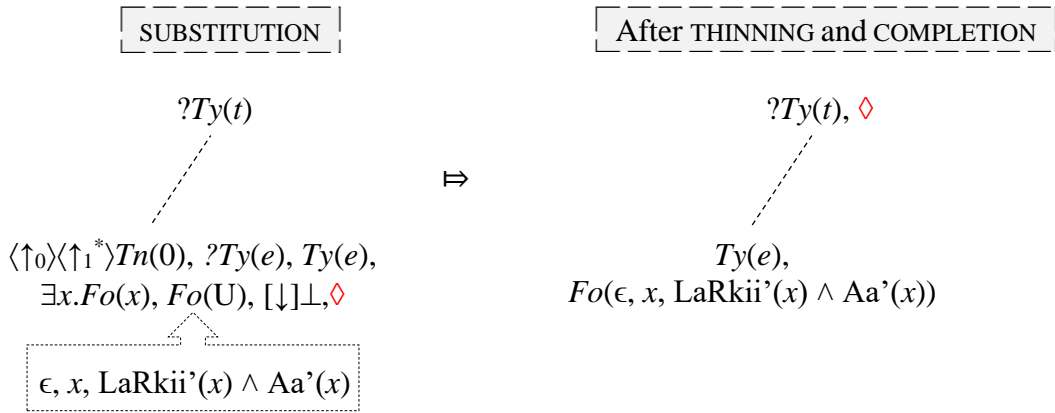 SUBSTITUTION
After THINNING and COMPLETION
?Ty(t)
?Ty(t), ◊
⤇
⟨↑₀⟩⟨↑₁*⟩Tn(0), ?Ty(e), Ty(e),
∃x.Fo(x), Fo(U), [↓]⊥,◊
Ty(e),
Fo(ϵ, x, LaRkii’(x) ∧ Aa’(x))
ϵ, x, LaRkii’(x) ∧ Aa’(x)